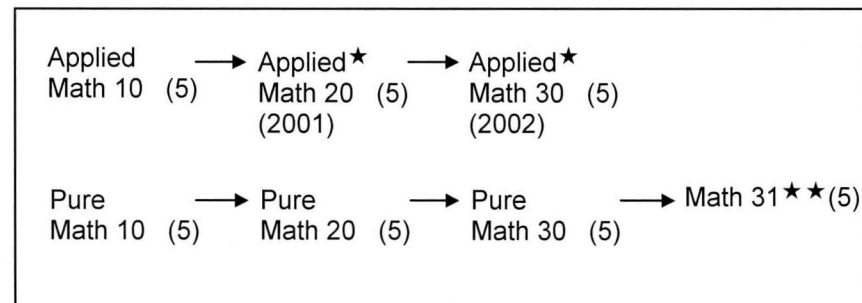 Applied → Applied★ → Applied★
Math 10 (5) Math 20 (5) Math 30 (5)
(2001) (2002)
Pure → Pure → Pure → Math 31★★(5)
Math 10 (5) Math 20 (5) Math 30 (5)